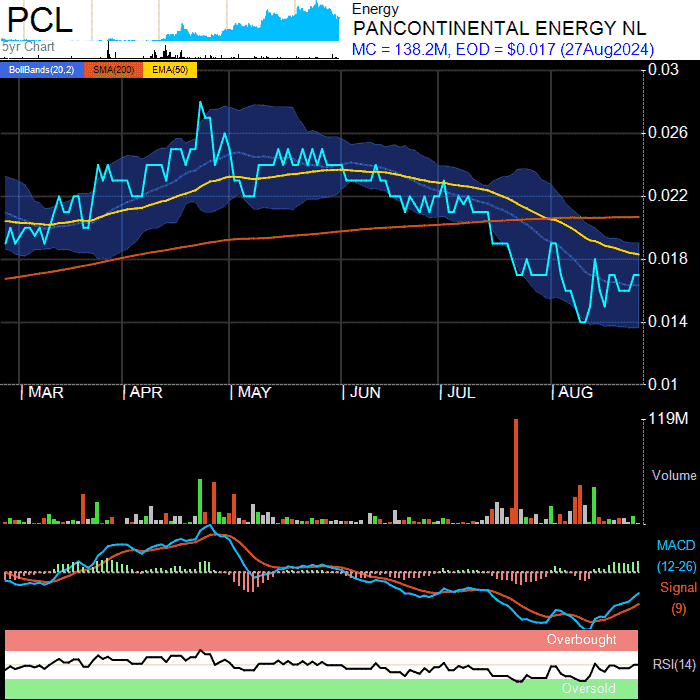 PCL
5yr Chart
Energy
PANCONTINENTAL ENERGY NL
MC = 138.2M, EOD = $0.017 (27Aug2024)
BollBands(20,2) SMA(200) EMA(50)
0.03
0.026
0.022
0.018
0.014
0.01
| MAR | APR | MAY | JUN | JUL | AUG
119M
Volume
MACD
(12-26)
Signal
(9)
Overbought
RSI(14)
Oversold